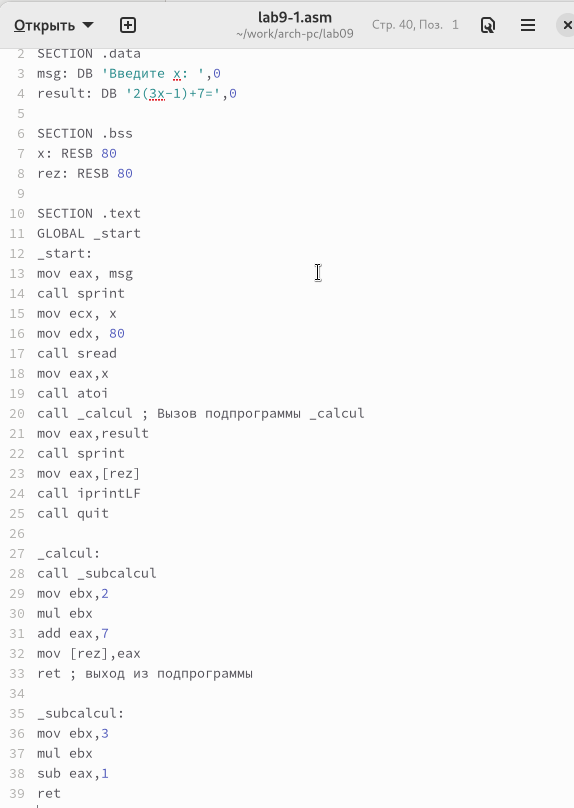 Открыть
lab9-1.asm
~/work/arch-pc/lab09
Стр. 40, Поз. 1
2 SECTION .data
3 msg: DB 'Введите x: ',0
4 result: DB '2(3x-1)+7=',0
5
6 SECTION .bss
7 x: RESB 80
8 rez: RESB 80
9
10 SECTION .text
11 GLOBAL _start
12 _start:
13 mov eax, msg
14 call sprint
15 mov ecx, x
16 mov edx, 80
17 call sread
18 mov eax,x
19 call atoi
20 call _calcul ; Вызов подпрограммы _calcul
21 mov eax,result
22 call sprint
23 mov eax,[rez]
24 call iprintLF
25 call quit
26
27 _calcul:
28 call _subcalcul
29 mov ebx,2
30 mul ebx
31 add eax,7
32 mov [rez],eax
33 ret ; выход из подпрограммы
34
35 _subcalcul:
36 mov ebx,3
37 mul ebx
38 sub eax,1
39 ret